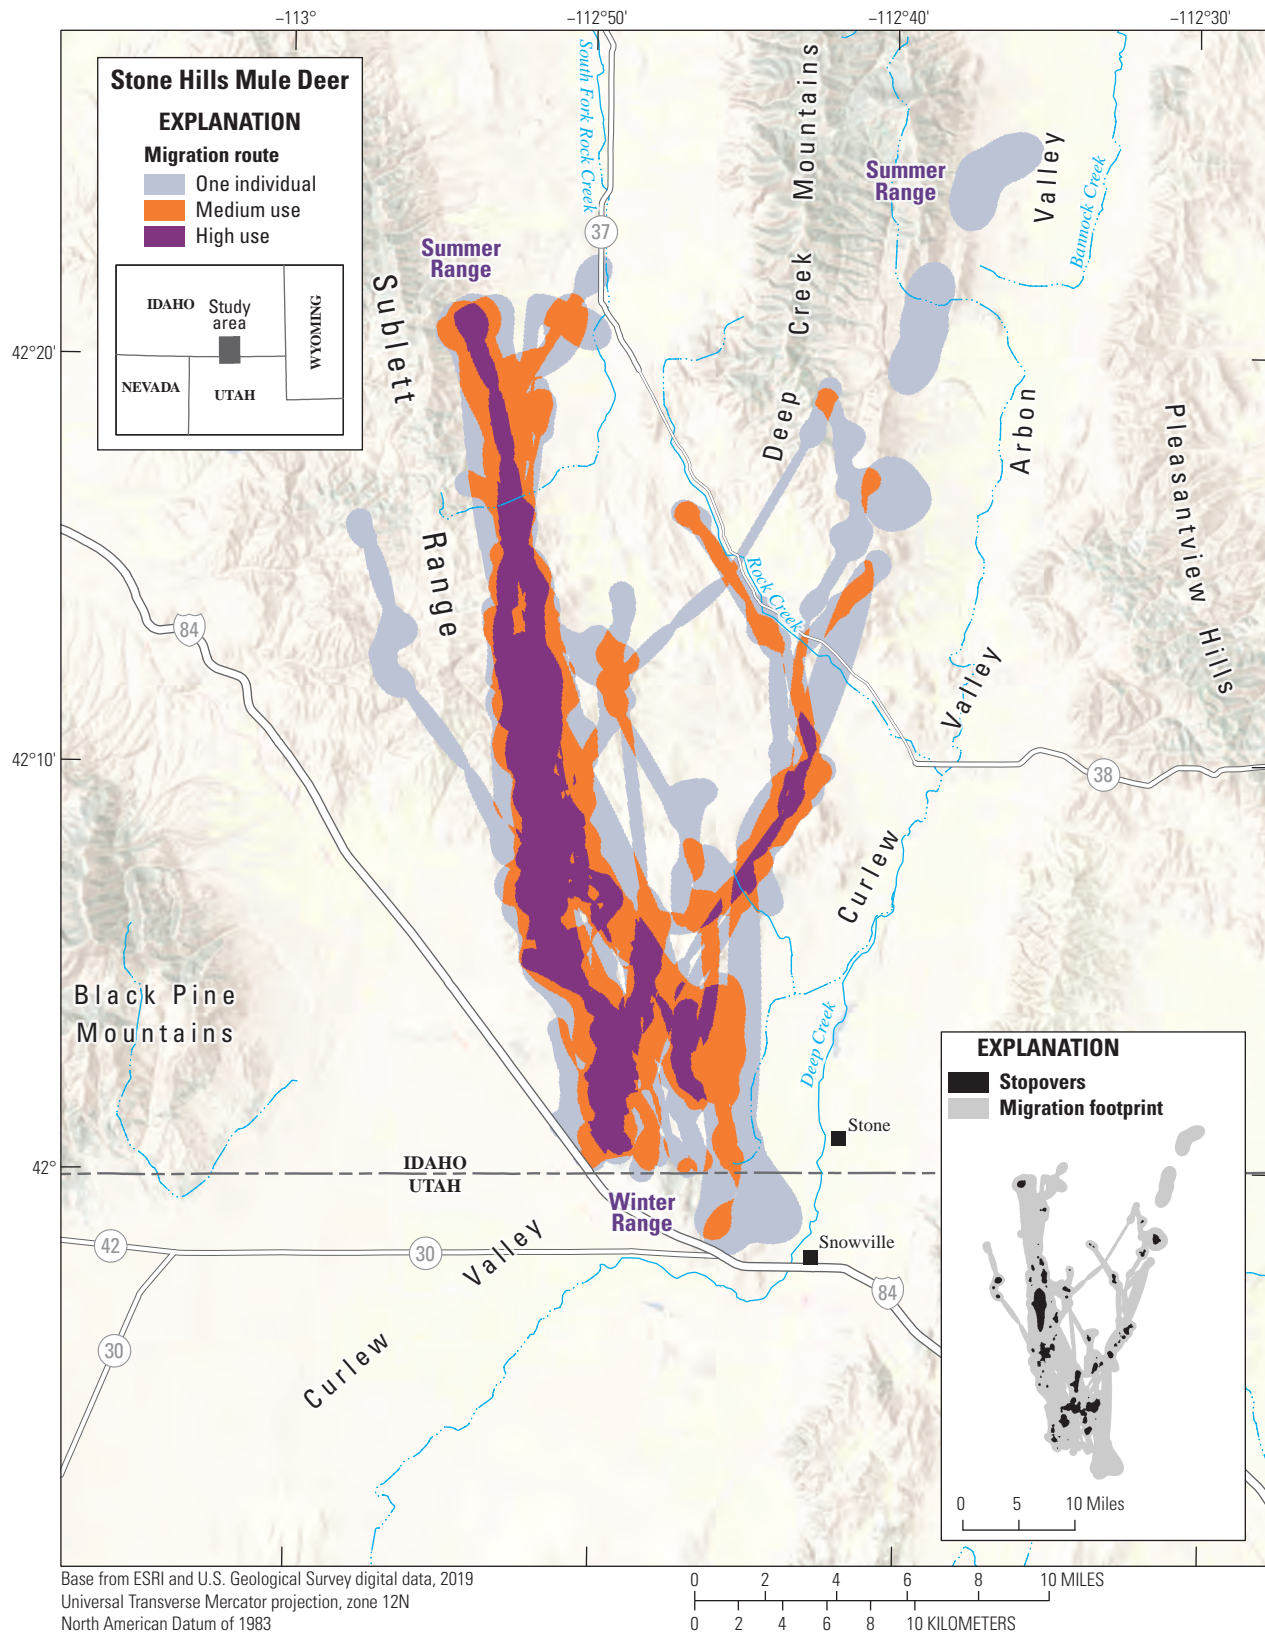 −113°
−112°50'
−112°40'
−112°30'
Stone Hills Mule Deer
EXPLANATION
Migration route
One individual
Medium use
High use
IDAHO
Study
area
WYOMING
NEVADA
UTAH
South Fork Rock Creek
37
Deep Creek Mountains
Summer
Range
Arbon Valley
Bannock Creek
Summer
Range
Sublett Range
42°20'
Pleasantview Hills
Rock Creek
84
42°10'
38
Curlew Valley
Black Pine
Mountains
Deep Creek
Stone
42°
IDAHO
UTAH
Winter
Range
Snowville
42
30
84
30
Curlew Valley
EXPLANATION
Stopovers
Migration footprint
0 5 10 Miles
Base from ESRI and U.S. Geological Survey digital data, 2019
Universal Transverse Mercator projection, zone 12N
North American Datum of 1983
0 2 4 6 8 10 MILES
0 2 4 6 8 10 KILOMETERS